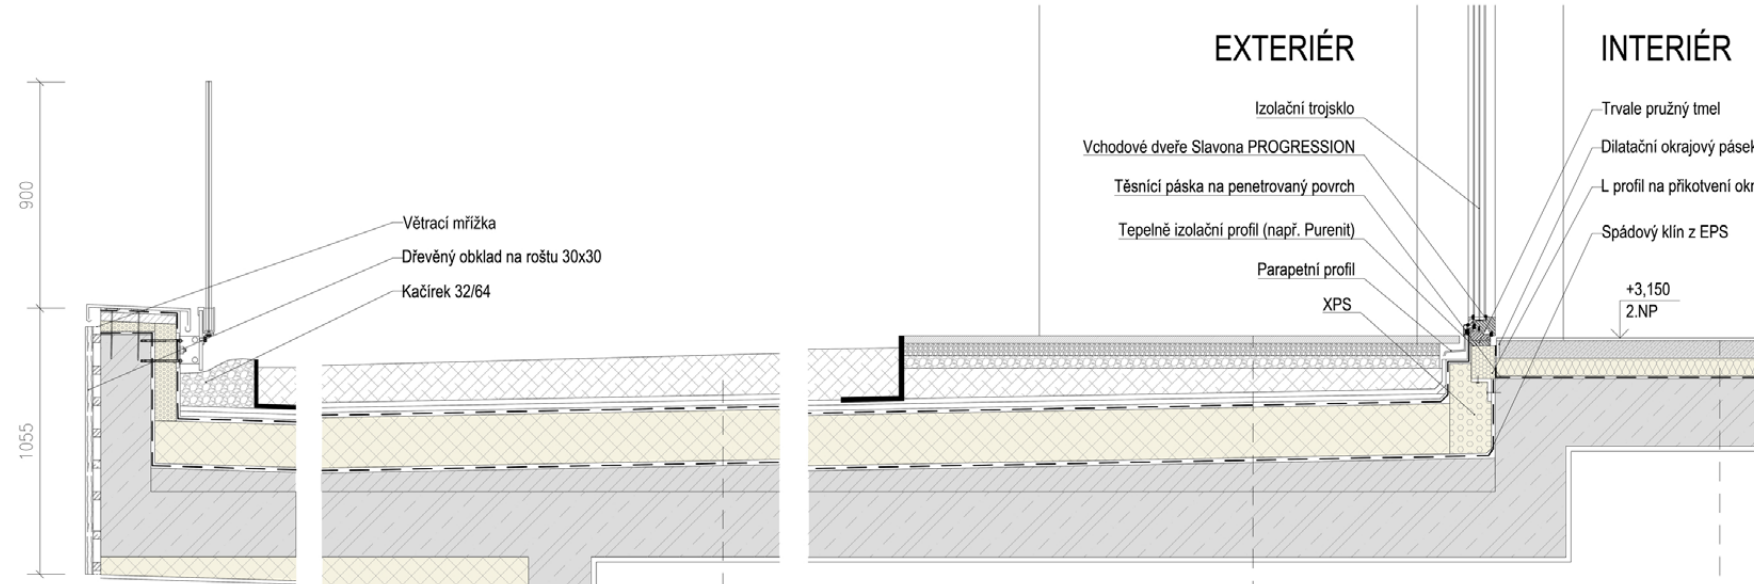 EXTERIÉR
INTERIÉR
Izolační trojsklo
Vchodové dveře Slavona PROGRESSION
Těsnící páska na penetrovaný povrch
Tepelně izolační profil (např. Purenit)
Parapetní profil
XPS
Trvale pružný tmel
Dilatační okrajový pásek
L profil na přikotvení okr
Spádový klín z EPS
+3,150
2.NP
Větrací mřížka
Dřevěný obklad na roštu 30x30
Kačírek 32/64
900
1055